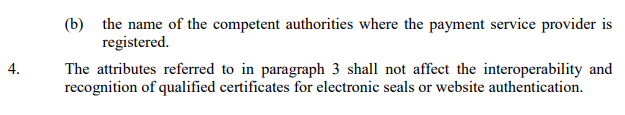 (b) the name of the competent authorities where the payment service provider is
registered.
4. The attributes referred to in paragraph 3 shall not affect the interoperability and
recognition of qualified certificates for electronic seals or website authentication.